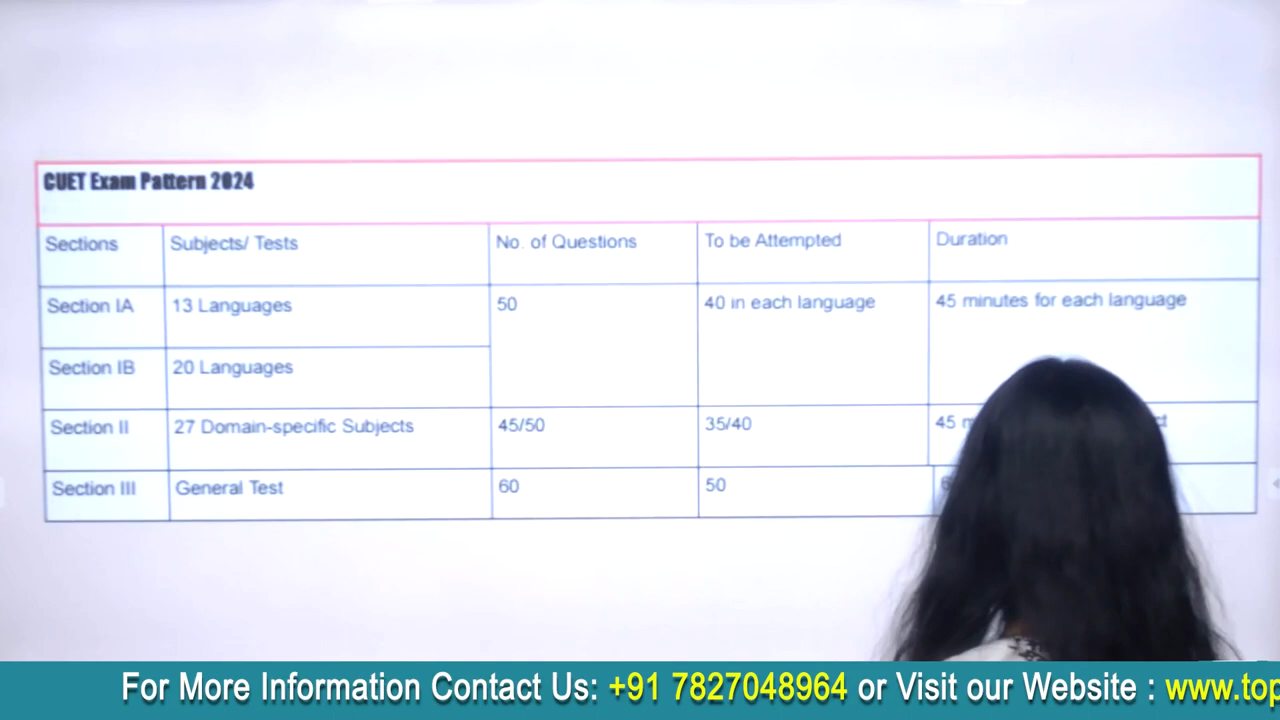 CUET Exam Pattern 2024
Sections Subjects/ Tests No. of Questions To be Attempted Duration
Section IA 13 Languages 50 40 in each language 45 minutes for each language
Section IB 20 Languages
Section II 27 Domain-specific Subjects 45/50 35/40 45
Section III General Test 60 50
For More Information Contact Us: +91 7827048964 or Visit our Website : www.top